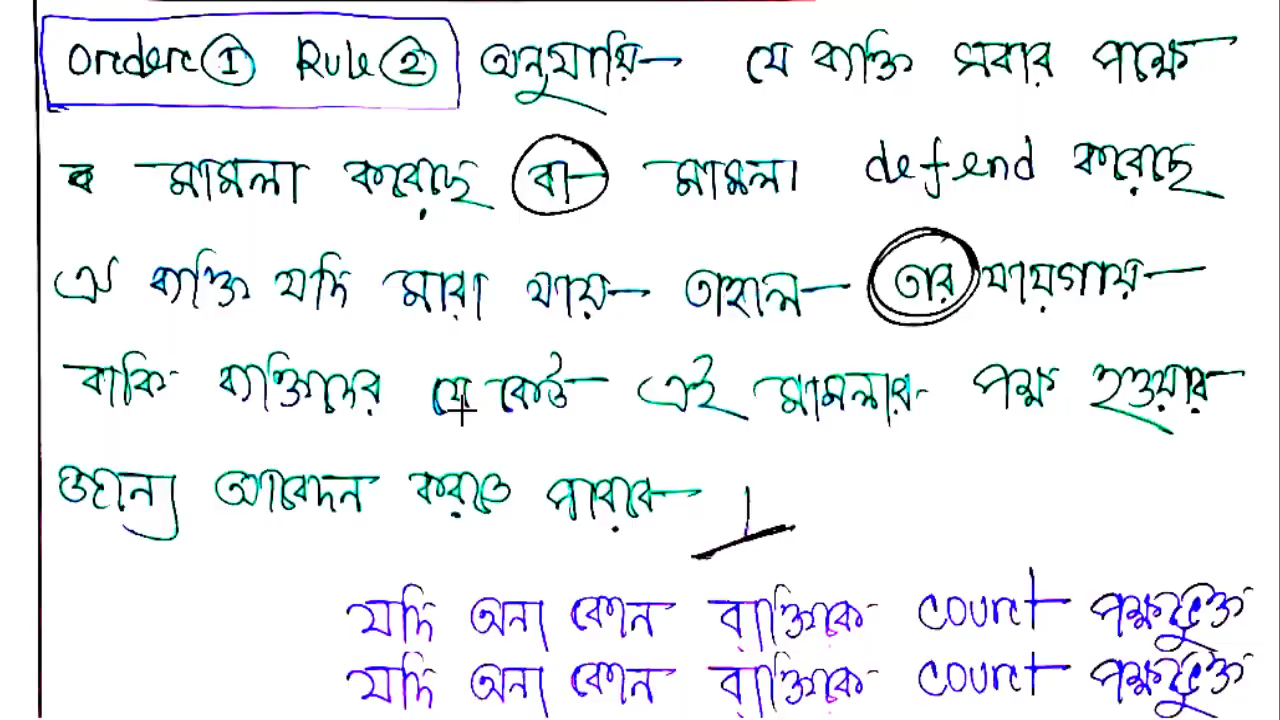 Order ① Rule ② অনুযায়ি- যে ব্যক্তি সবার পক্ষে
ব মামলা করেছে বা মামলা defend করেছে
ঐ ব্যক্তি যদি মারা যায়- তাহলে- তার যায়গায়-
বাকি ব্যক্তিদের যে কেউ- এই মামলার- পক্ষ হওয়ার
জন্যে আবেদন করতে পারবে- ।
যদি অন্য কোন ব্যক্তিকে- court পক্ষভুক্ত
যদি অন্য কোন ব্যক্তিকে- court পক্ষভুক্ত